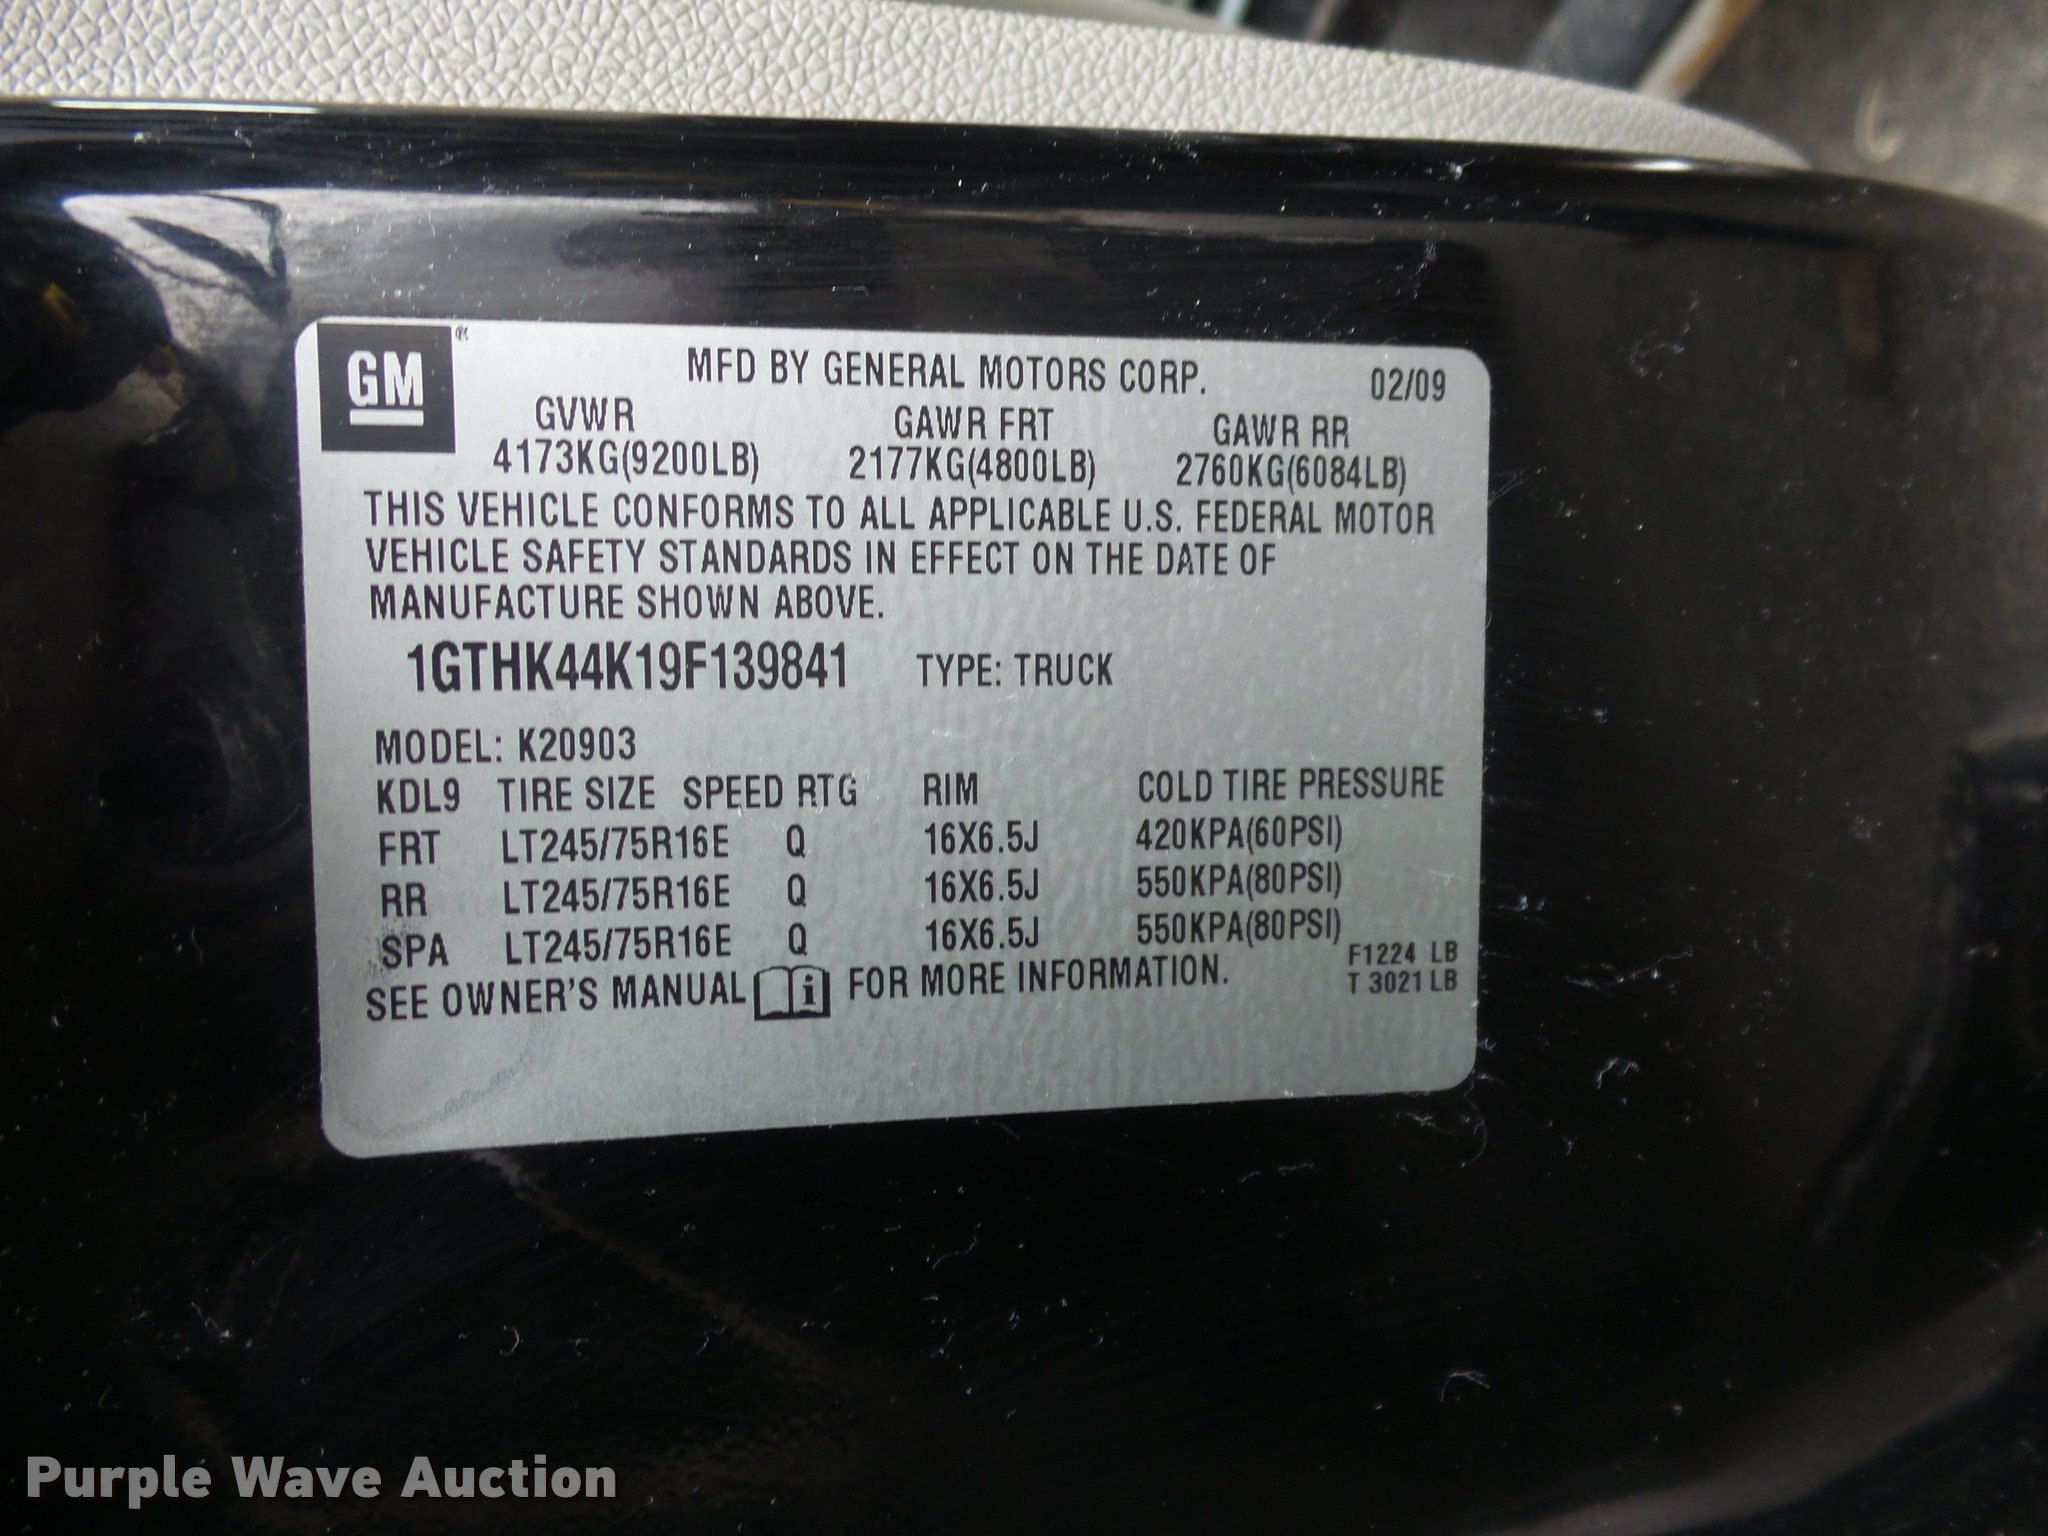 GM®
MFD BY GENERAL MOTORS CORP. 02/09
GVWR GAWR FRT GAWR RR
4173KG(9200LB) 2177KG(4800LB) 2760KG(6084LB)
THIS VEHICLE CONFORMS TO ALL APPLICABLE U.S. FEDERAL MOTOR
VEHICLE SAFETY STANDARDS IN EFFECT ON THE DATE OF
MANUFACTURE SHOWN ABOVE.
1GTHK44K19F139841 TYPE: TRUCK
MODEL: K20903
KDL9 TIRE SIZE SPEED RTG RIM COLD TIRE PRESSURE
FRT LT245/75R16E Q 16X6.5J 420KPA(60PSI)
RR LT245/75R16E Q 16X6.5J 550KPA(80PSI)
SPA LT245/75R16E Q 16X6.5J 550KPA(80PSI)
SEE OWNER'S MANUAL i FOR MORE INFORMATION.
F1224 LB
T 3021 LB
Purple Wave Auction